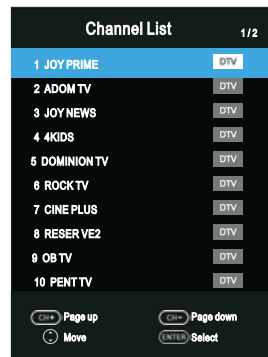 Channel List
1/2
1 JOY PRIME DTV
2 ADOM TV DTV
3 JOY NEWS DTV
4 4KIDS DTV
5 DOMINION TV DTV
6 ROCK TV DTV
7 CINE PLUS DTV
8 RESER VE2 DTV
9 OB TV DTV
10 PENT TV DTV
CH+ Page up CH- Page down
Move ENTER Select